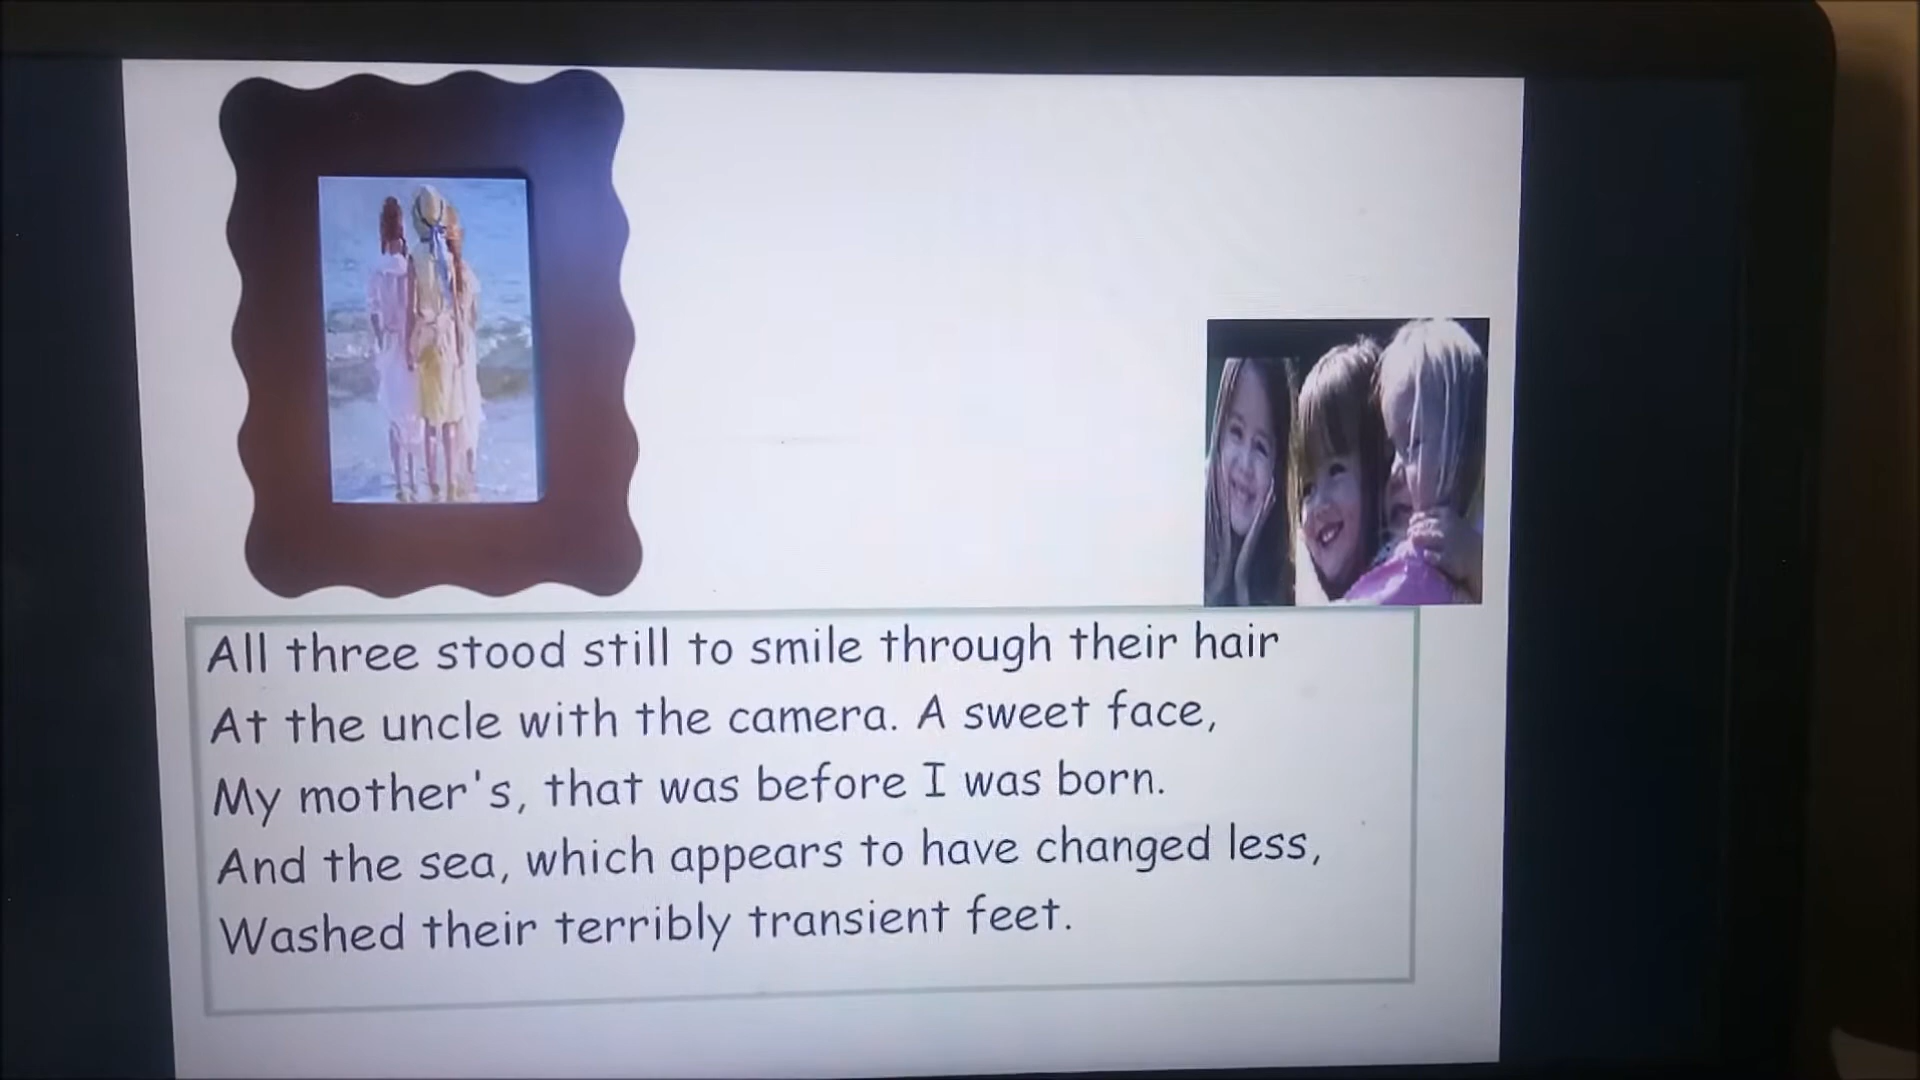 All three stood still to smile through their hair
At the uncle with the camera. A sweet face,
My mother's, that was before I was born.
And the sea, which appears to have changed less,
Washed their terribly transient feet.